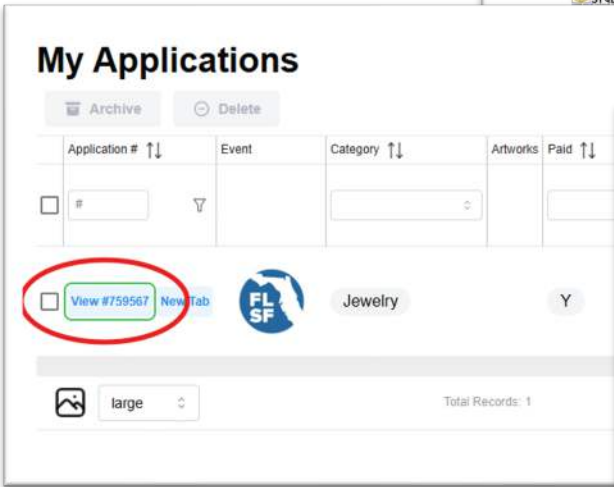 My Applications
Archive Delete
Application # Event Category Artworks Paid
#
View #759567 New Tab FL SF Jewelry Y
large Total Records: 1